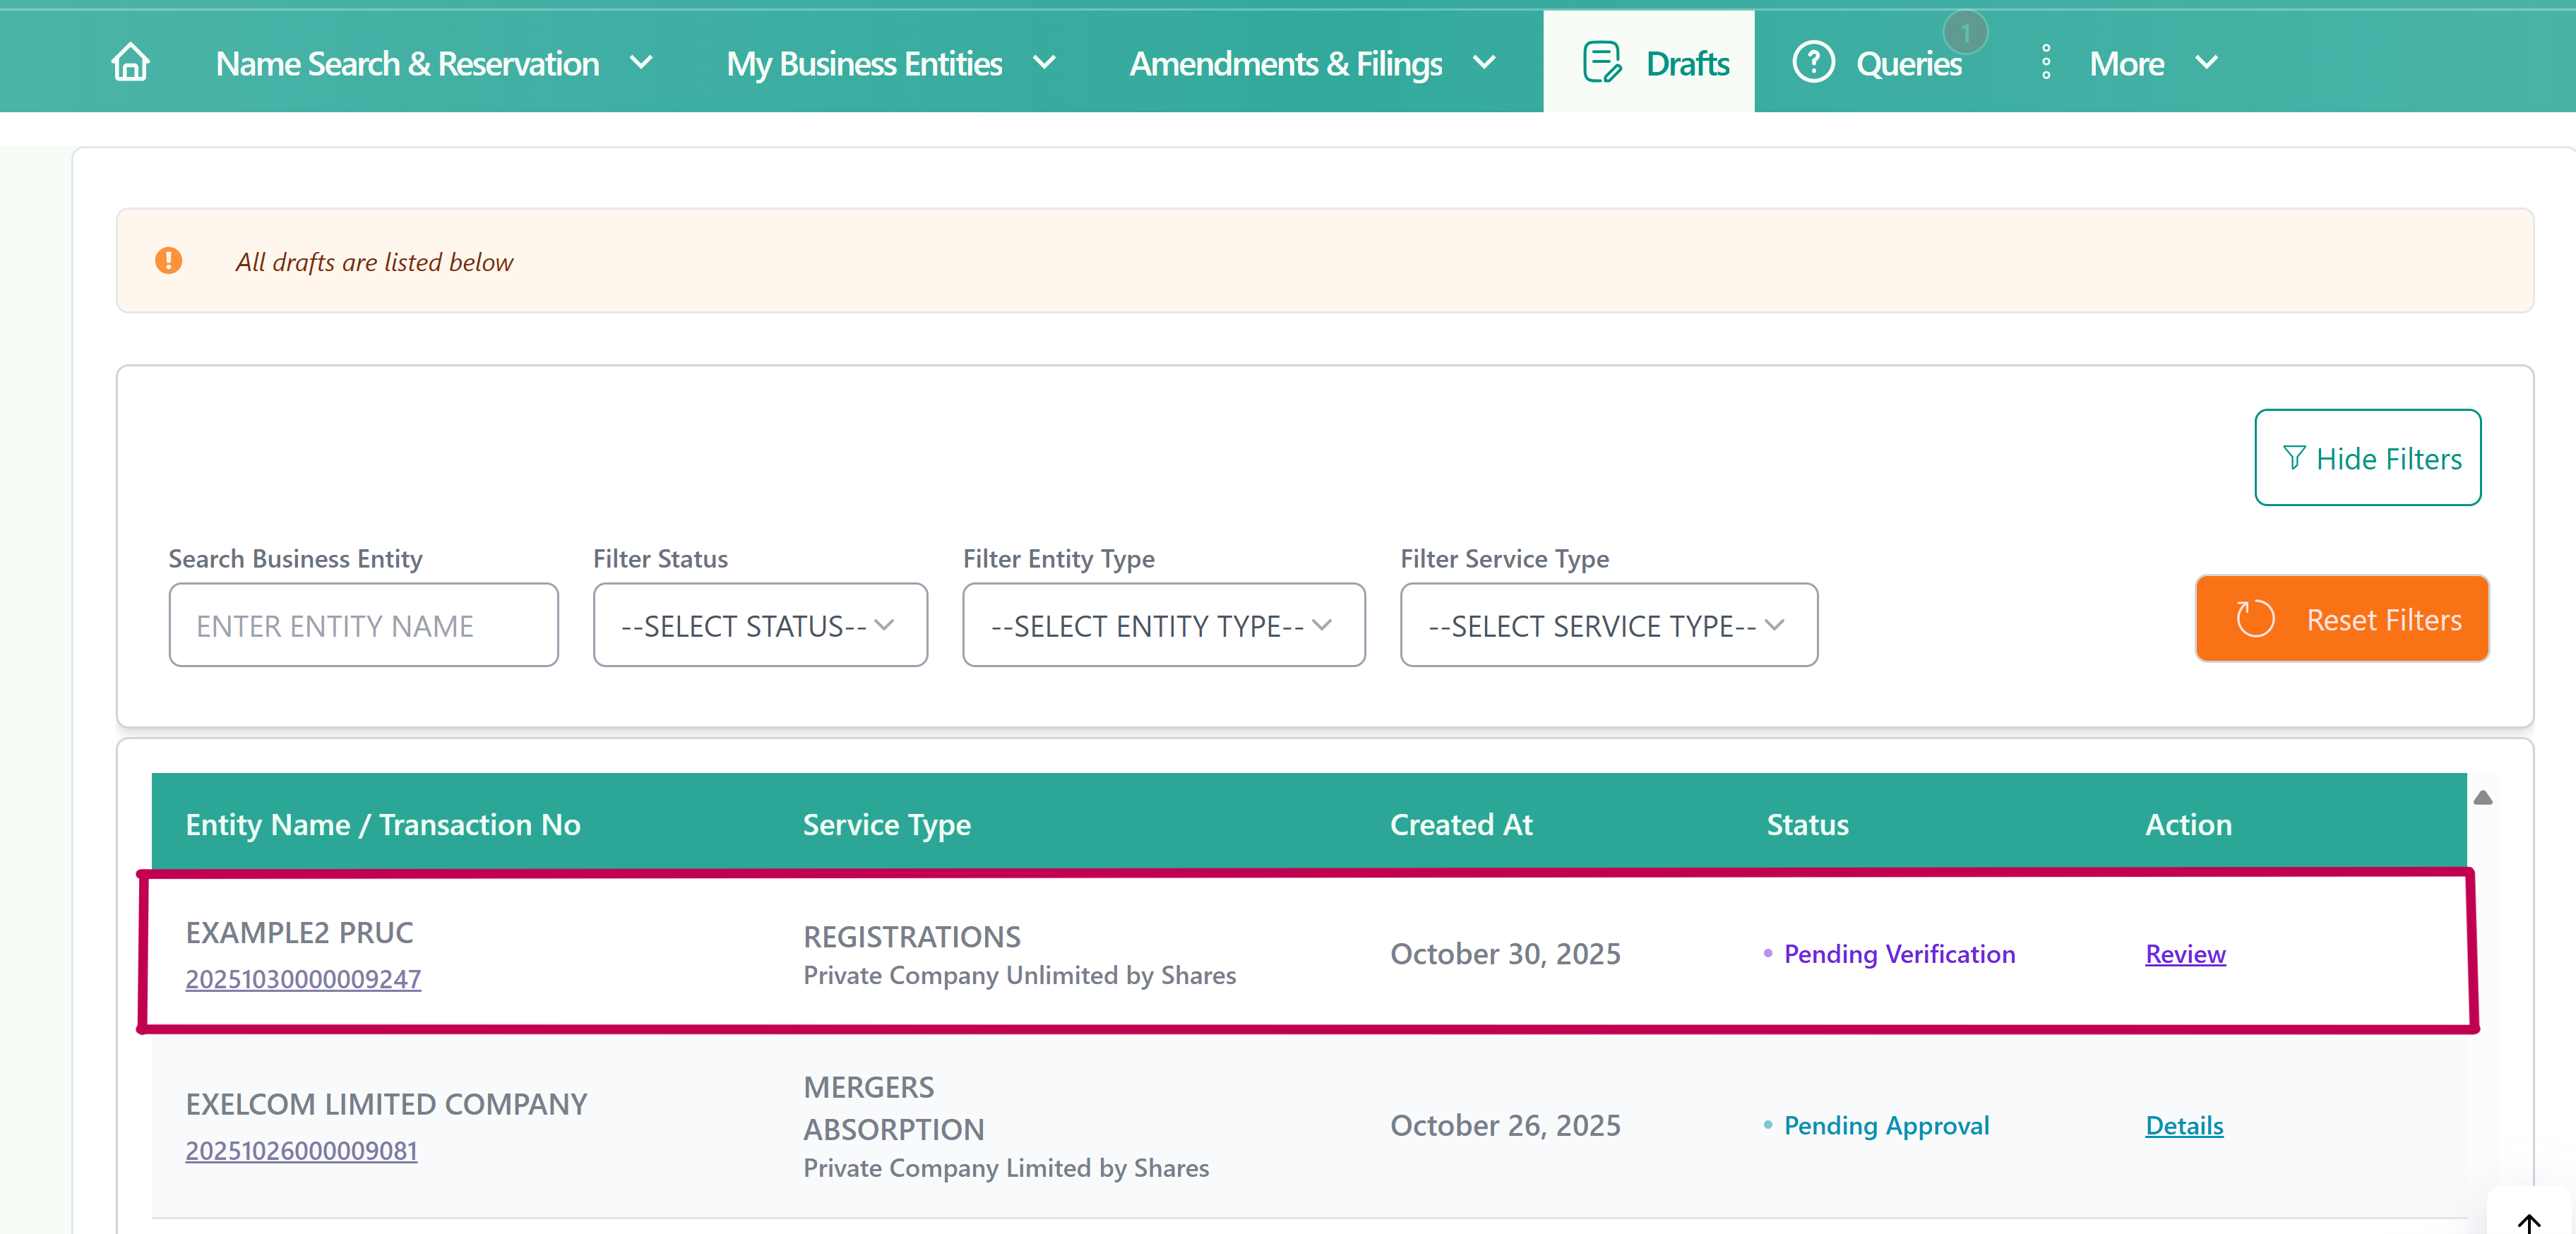 Name Search & Reservation My Business Entities Amendments & Filings Drafts Queries 1 More
All drafts are listed below
Hide Filters
Search Business Entity Filter Status Filter Entity Type Filter Service Type
ENTER ENTITY NAME --SELECT STATUS-- --SELECT ENTITY TYPE-- --SELECT SERVICE TYPE-- Reset Filters
Entity Name / Transaction No Service Type Created At Status Action
EXAMPLE2 PRUC
20251030000009247
REGISTRATIONS
Private Company Unlimited by Shares
October 30, 2025
Pending Verification
Review
EXELCOM LIMITED COMPANY
20251026000009081
MERGERS
ABSORPTION
Private Company Limited by Shares
October 26, 2025
Pending Approval
Details